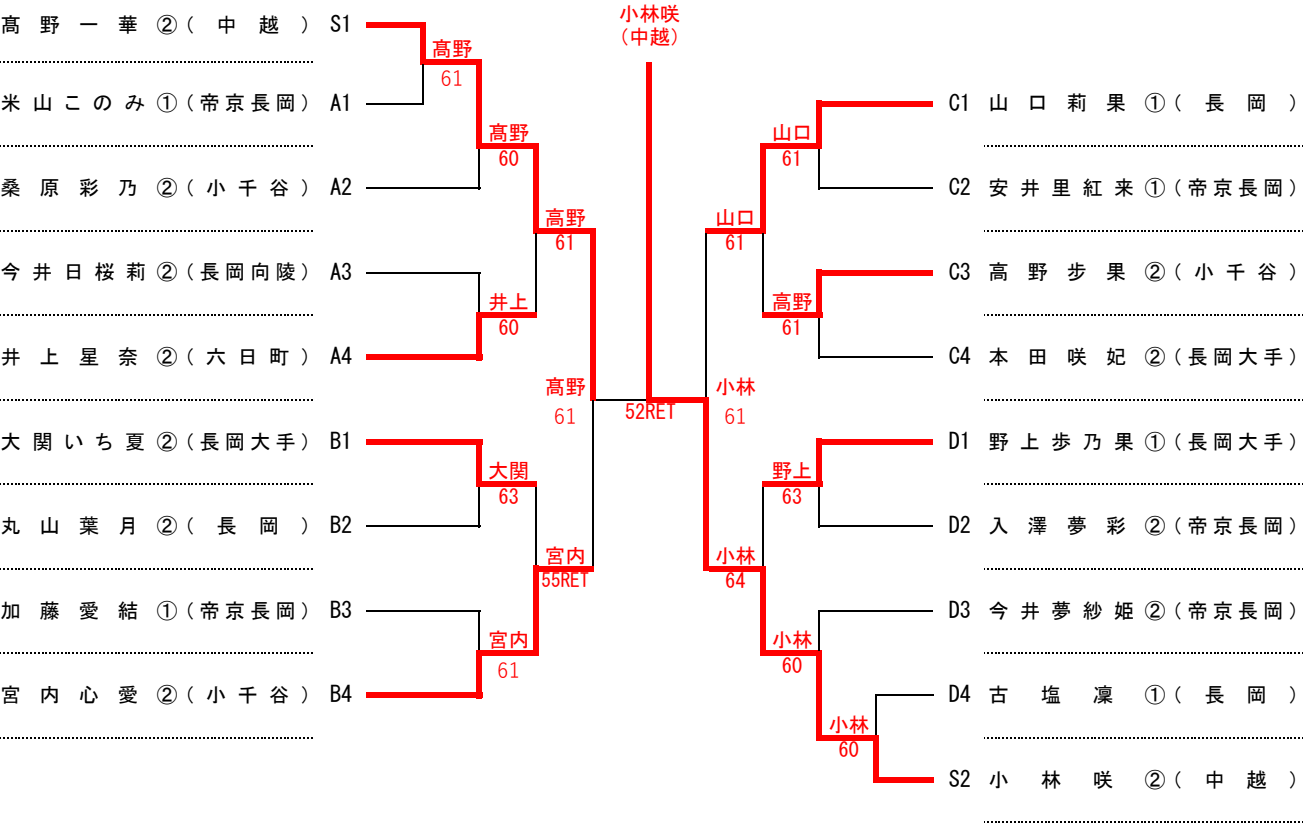 小林咲
(中越)
髙野一華②(中越) S1
髙野
61
米山このみ①(帝京長岡) A1
髙野
60
桑原彩乃②(小千谷) A2
高野
61
今井日桜莉②(長岡向陵) A3
井上
60
井上星奈②(六日町) A4
髙野
61
大関いち夏②(長岡大手) B1
大関
63
丸山葉月②(長岡) B2
宮内
55RET
加藤愛結①(帝京長岡) B3
宮内
61
宮内心愛②(小千谷) B4
52RET
C1 山口莉果①(長岡)
山口
61
C2 安井里紅来①(帝京長岡)
山口
61
C3 高野歩果②(小千谷)
高野
61
C4 本田咲妃②(長岡大手)
小林
61
D1 野上歩乃果①(長岡大手)
野上
63
D2 入澤夢彩②(帝京長岡)
小林
64
D3 今井夢紗姫②(帝京長岡)
小林
60
D4 古塩凜①(長岡)
小林
60
S2 小林咲②(中越)